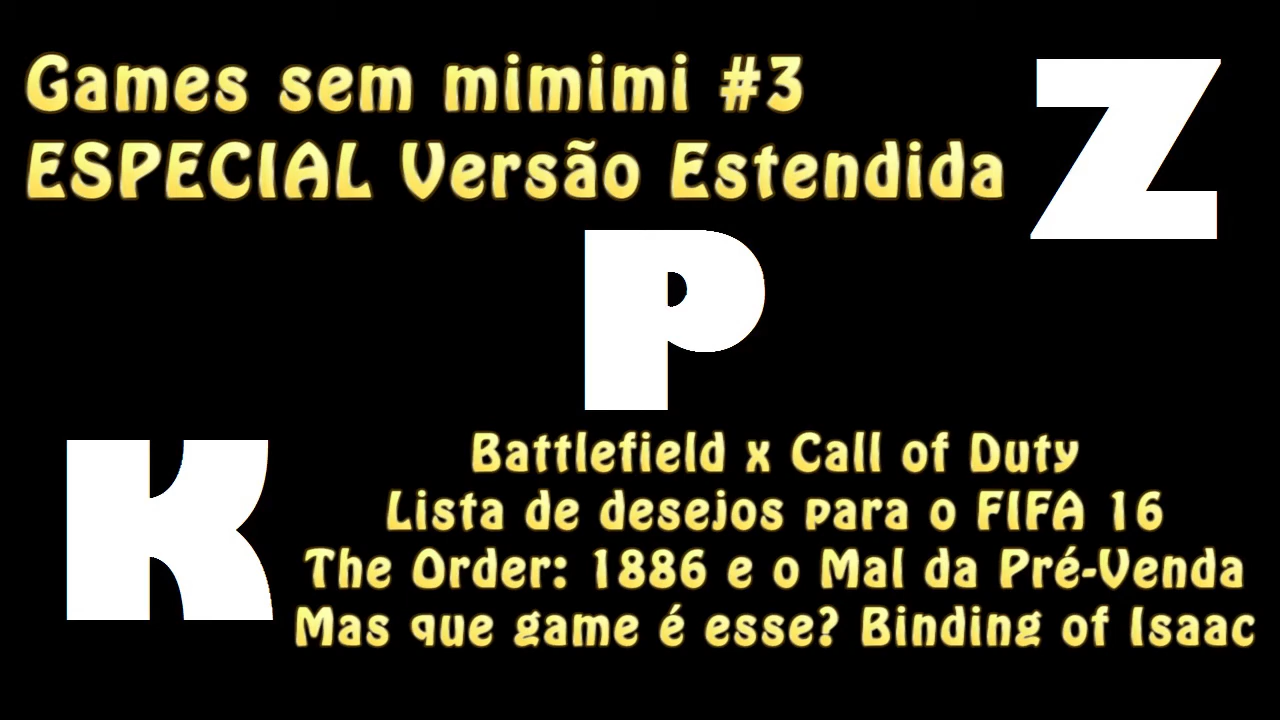 Games sem mimimi #3
ESPECIAL Versão Estendida
Z
P
K
Battlefield x Call of Duty
Lista de desejos para o FIFA 16
The Order: 1886 e o Mal da Pré-Venda
Mas que game é esse? Binding of Isaac